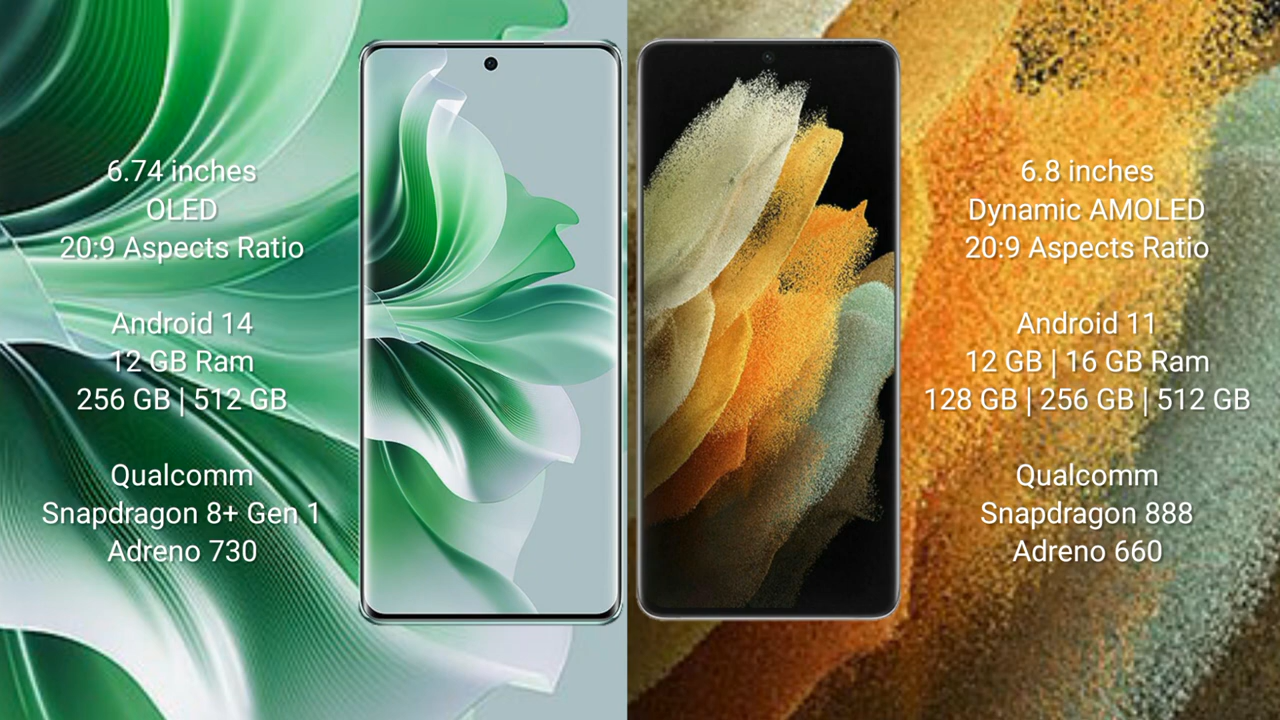 6.74 inches
OLED
20:9 Aspects Ratio
Android 14
12 GB Ram
256 GB | 512 GB
Qualcomm
Snapdragon 8+ Gen 1
Adreno 730
6.8 inches
Dynamic AMOLED
20:9 Aspects Ratio
Android 11
12 GB | 16 GB Ram
128 GB | 256 GB | 512 GB
Qualcomm
Snapdragon 888
Adreno 660